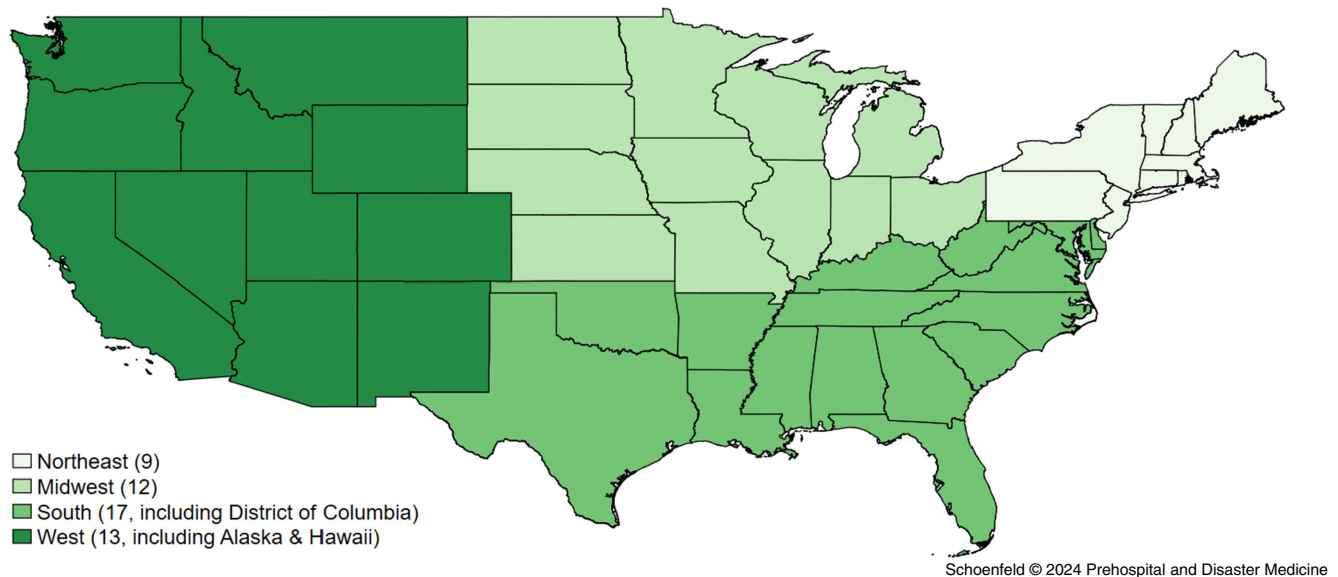 Northeast (9)
Midwest (12)
South (17, including District of Columbia)
West (13, including Alaska & Hawaii)
Schoenfeld © 2024 Prehospital and Disaster Medicine